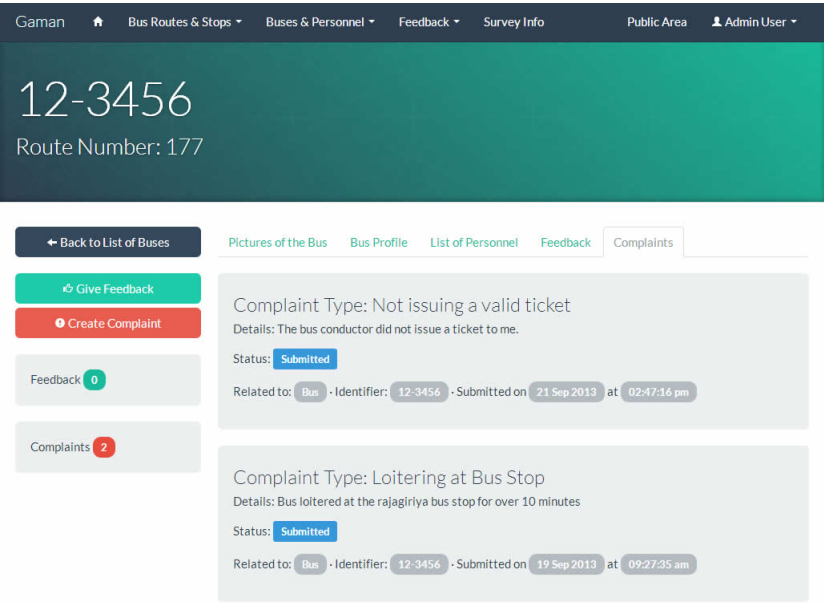 Gaman Bus Routes & Stops Buses & Personnel Feedback Survey Info Public Area Admin User
12-3456
Route Number: 177
Back to List of Buses
Give Feedback
Create Complaint
Feedback 0
Complaints 2
Pictures of the Bus Bus Profile List of Personnel Feedback Complaints
Complaint Type: Not issuing a valid ticket
Details: The bus conductor did not issue a ticket to me.
Status: Submitted
Related to: Bus · Identifier: 12-3456 · Submitted on 21 Sep 2013 at 02:47:16 pm
Complaint Type: Loitering at Bus Stop
Details: Bus loitered at the rajagiriya bus stop for over 10 minutes
Status: Submitted
Related to: Bus · Identifier: 12-3456 · Submitted on 19 Sep 2013 at 09:27:35 am